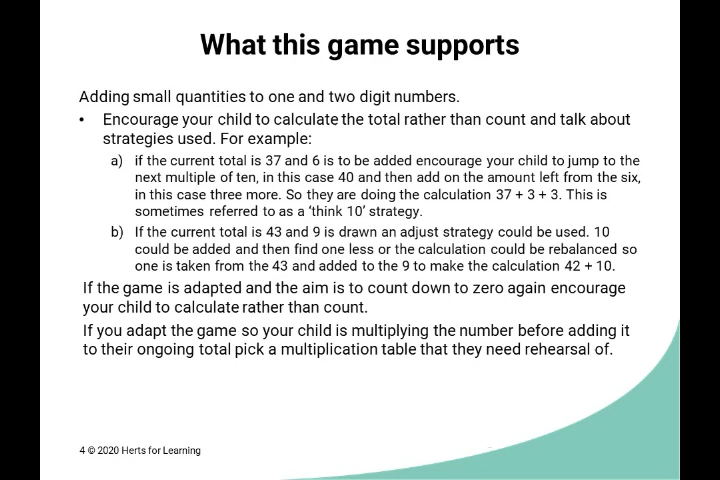 What this game supports
Adding small quantities to one and two digit numbers.
• Encourage your child to calculate the total rather than count and talk about
strategies used. For example:
a) if the current total is 37 and 6 is to be added encourage your child to jump to the
next multiple of ten, in this case 40 and then add on the amount left from the six,
in this case three more. So they are doing the calculation 37 + 3 + 3. This is
sometimes referred to as a ‘think 10’ strategy.
b) If the current total is 43 and 9 is drawn an adjust strategy could be used. 10
could be added and then find one less or the calculation could be rebalanced so
one is taken from the 43 and added to the 9 to make the calculation 42 + 10.
If the game is adapted and the aim is to count down to zero again encourage
your child to calculate rather than count.
If you adapt the game so your child is multiplying the number before adding it
to their ongoing total pick a multiplication table that they need rehearsal of.
4 © 2020 Herts for Learning